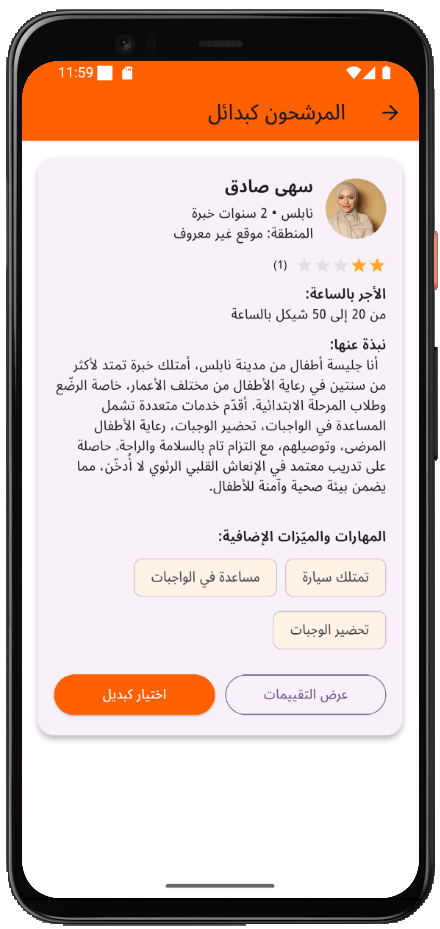 11:59
المرشحون كبدائل
سهى صادق
نابلس • 2 سنوات خبرة
المنطقة: موقع غير معروف
(1)
الأجر بالساعة:
من 20 إلى 50 شيكل بالساعة
نبذة عنها:
أنا جليسة أطفال من مدينة نابلس، أمتلك خبرة تمتد لأكثر
من سنتين في رعاية الأطفال من مختلف الأعمار، خاصة الرضّع
وطلاب المرحلة الابتدائية. أقدّم خدمات متعددة تشمل
المساعدة في الواجبات، تحضير الوجبات، رعاية الأطفال
المرضى، وتوصيلهم، مع التزام تام بالسلامة والراحة. حاصلة
على تدريب معتمد في الإنعاش القلبي الرئوي لا أُدخّن، مما
يضمن بيئة صحية وآمنة للأطفال.
المهارات والميّزات الإضافية:
تمتلك سيارة
مساعدة في الواجبات
تحضير الوجبات
عرض التقييمات
اختيار كبديل